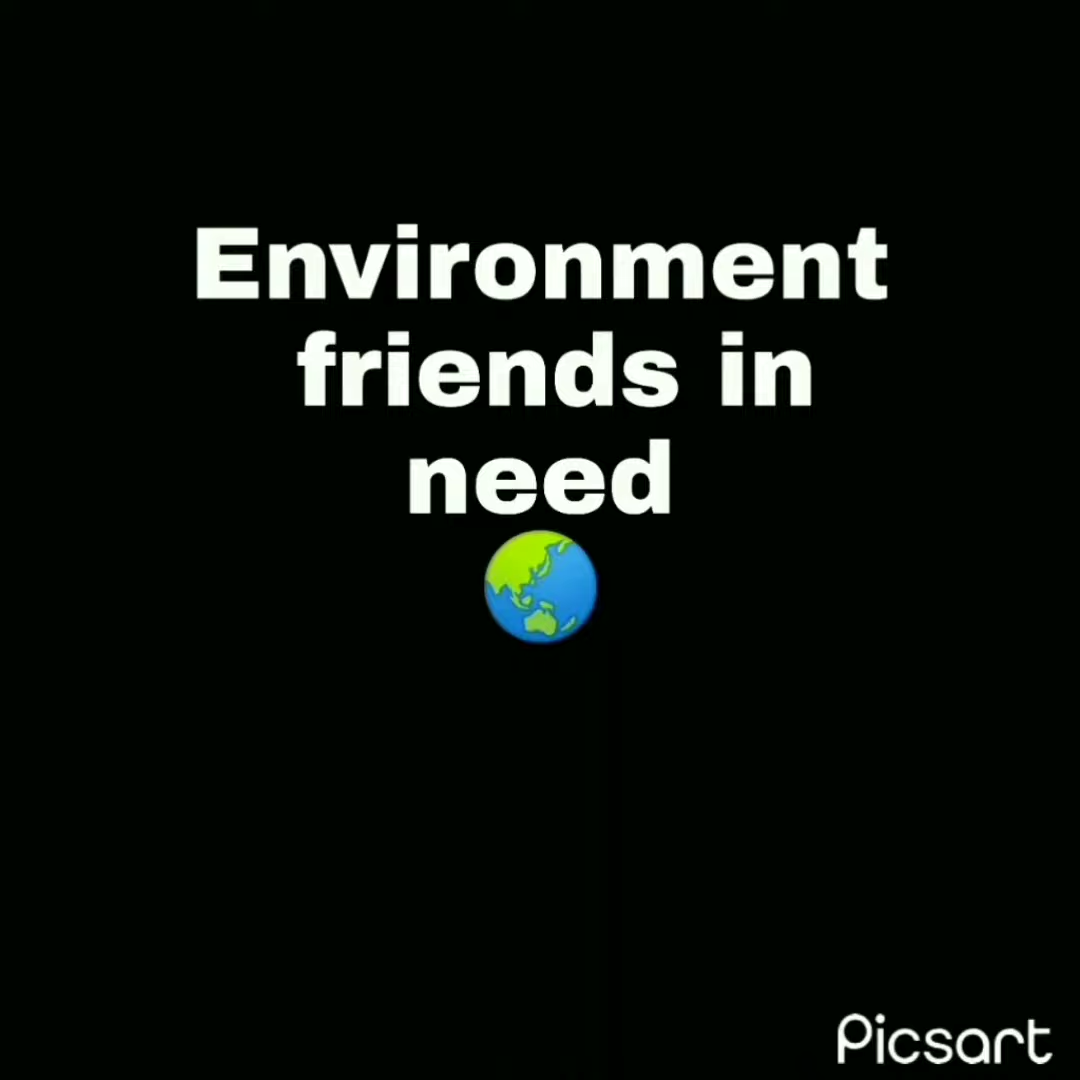 Environment
friends in
need
🌏
Picsart